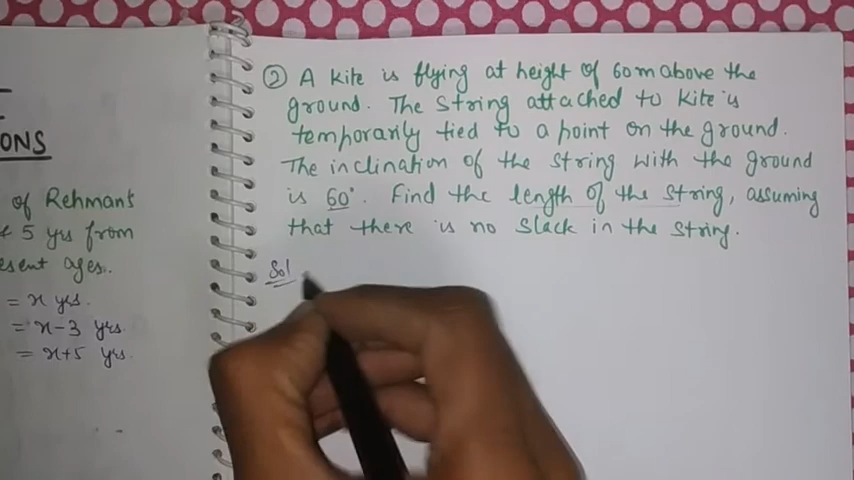 ONS
of Rehman's
5 yrs from
esent ages.
= x yrs.
= x-3 yrs.
= x+5 yrs.
② A kite is flying at height of 60m above the
ground. The string attached to kite is
temporarily tied to a point on the ground.
The inclination of the string with the ground
is 60°. Find the length of the string, assuming
that there is no slack in the string.
Sol